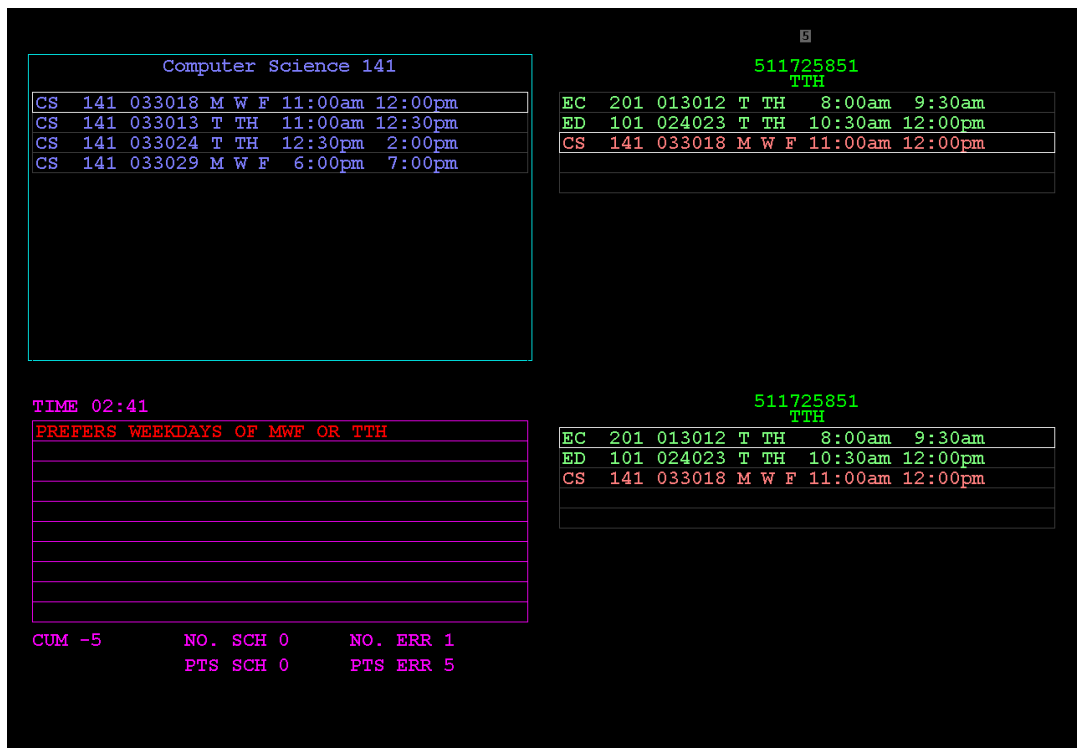 Computer Science 141
CS 141 033018 M W F 11:00am 12:00pm
CS 141 033013 T TH 11:00am 12:30pm
CS 141 033024 T TH 12:30pm 2:00pm
CS 141 033029 M W F 6:00pm 7:00pm
5
511725851
TTH
EC 201 013012 T TH 8:00am 9:30am
ED 101 024023 T TH 10:30am 12:00pm
CS 141 033018 M W F 11:00am 12:00pm
TIME 02:41
PREFERS WEEKDAYS OF MWF OR TTH
CUM -5 NO. SCH 0 NO. ERR 1
PTS SCH 0 PTS ERR 5
511725851
TTH
EC 201 013012 T TH 8:00am 9:30am
ED 101 024023 T TH 10:30am 12:00pm
CS 141 033018 M W F 11:00am 12:00pm